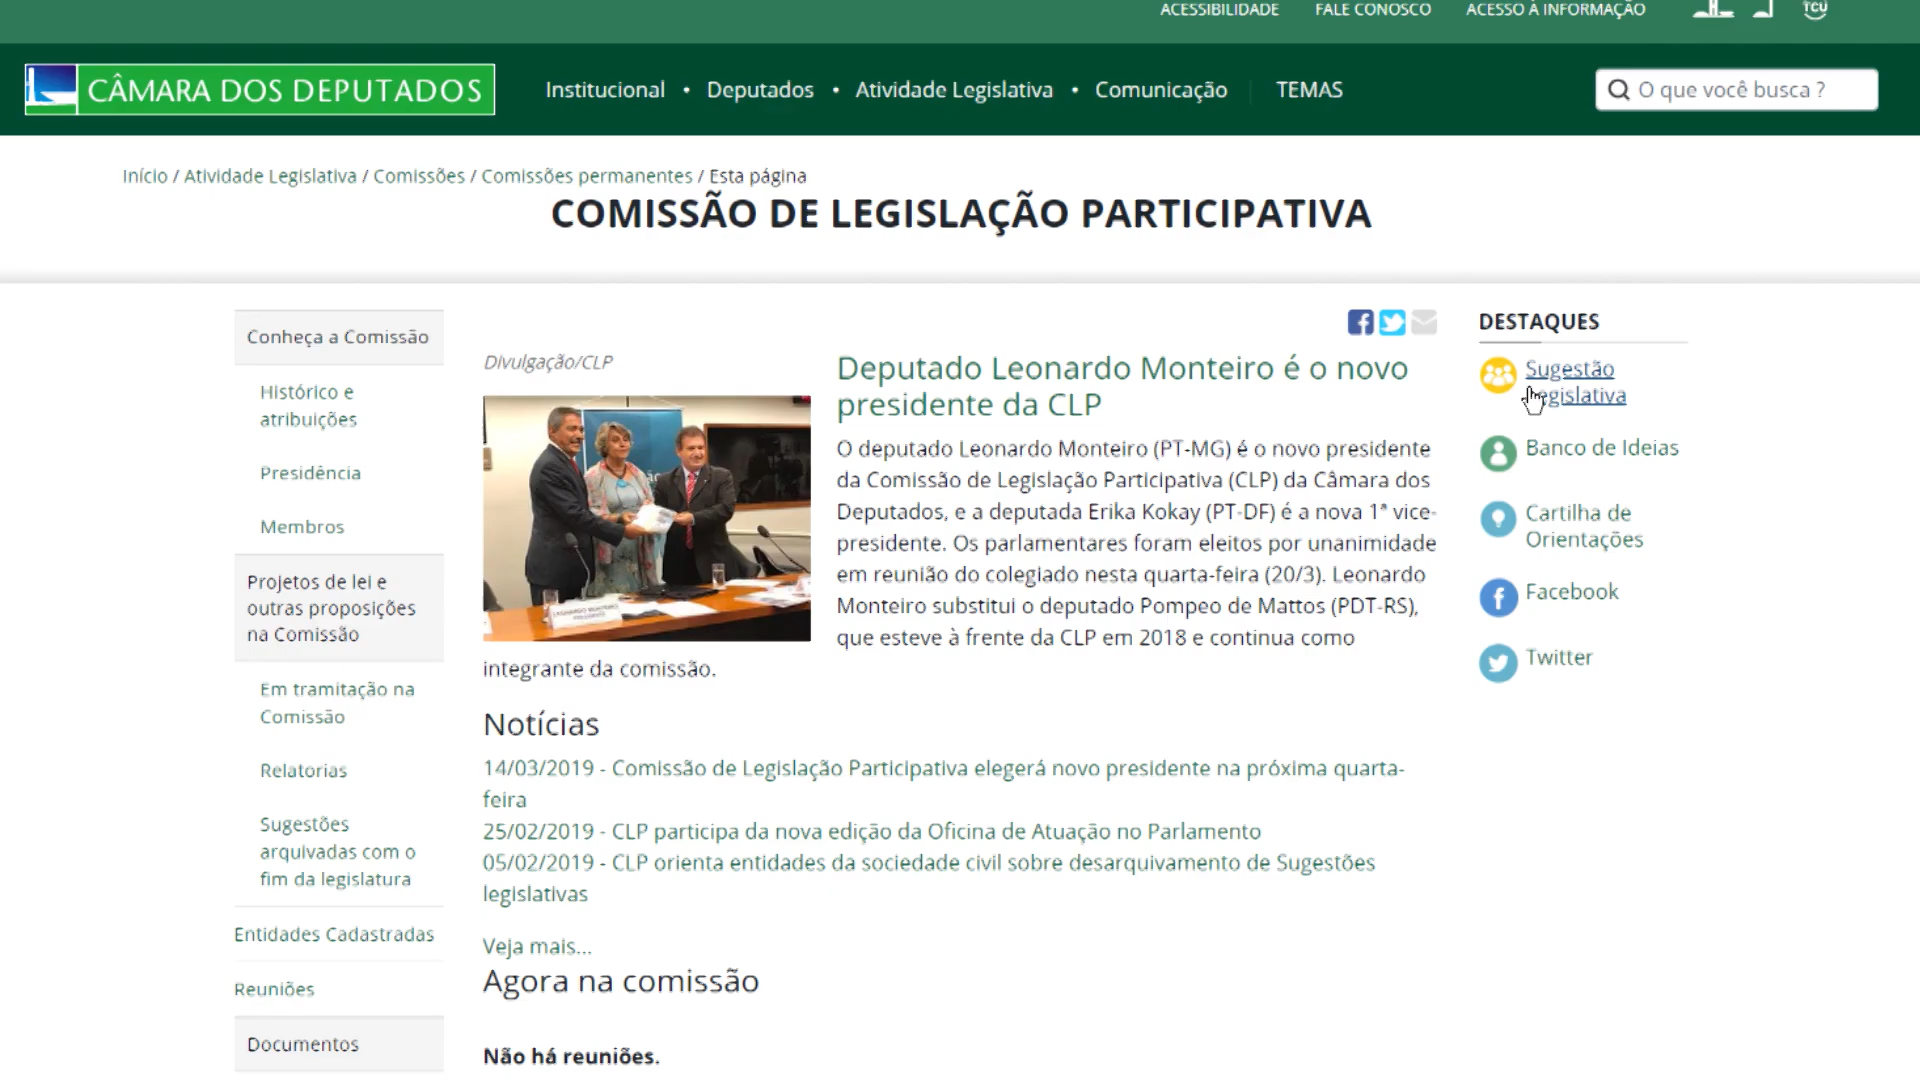 ACESSIBILIDADE FALE CONOSCO ACESSO À INFORMAÇÃO TCU
CÂMARA DOS DEPUTADOS
Institucional • Deputados • Atividade Legislativa • Comunicação TEMAS
O que você busca ?
Início / Atividade Legislativa / Comissões / Comissões permanentes / Esta página
COMISSÃO DE LEGISLAÇÃO PARTICIPATIVA
Conheça a Comissão
Histórico e
atribuições
Presidência
Membros
Projetos de lei e
outras proposições
na Comissão
Em tramitação na
Comissão
Relatorias
Sugestões
arquivadas com o
fim da legislatura
Entidades Cadastradas
Reuniões
Documentos
Divulgação/CLP
LEONARDO MONTEIRO
Deputado Leonardo Monteiro é o novo
presidente da CLP
O deputado Leonardo Monteiro (PT-MG) é o novo presidente
da Comissão de Legislação Participativa (CLP) da Câmara dos
Deputados, e a deputada Erika Kokay (PT-DF) é a nova 1ª vice-
presidente. Os parlamentares foram eleitos por unanimidade
em reunião do colegiado nesta quarta-feira (20/3). Leonardo
Monteiro substitui o deputado Pompeo de Mattos (PDT-RS),
que esteve à frente da CLP em 2018 e continua como
integrante da comissão.
Notícias
14/03/2019 - Comissão de Legislação Participativa elegerá novo presidente na próxima quarta-
feira
25/02/2019 - CLP participa da nova edição da Oficina de Atuação no Parlamento
05/02/2019 - CLP orienta entidades da sociedade civil sobre desarquivamento de Sugestões
legislativas
Veja mais...
Agora na comissão
Não há reuniões.
DESTAQUES
Sugestão
Legislativa
Banco de Ideias
Cartilha de
Orientações
Facebook
Twitter